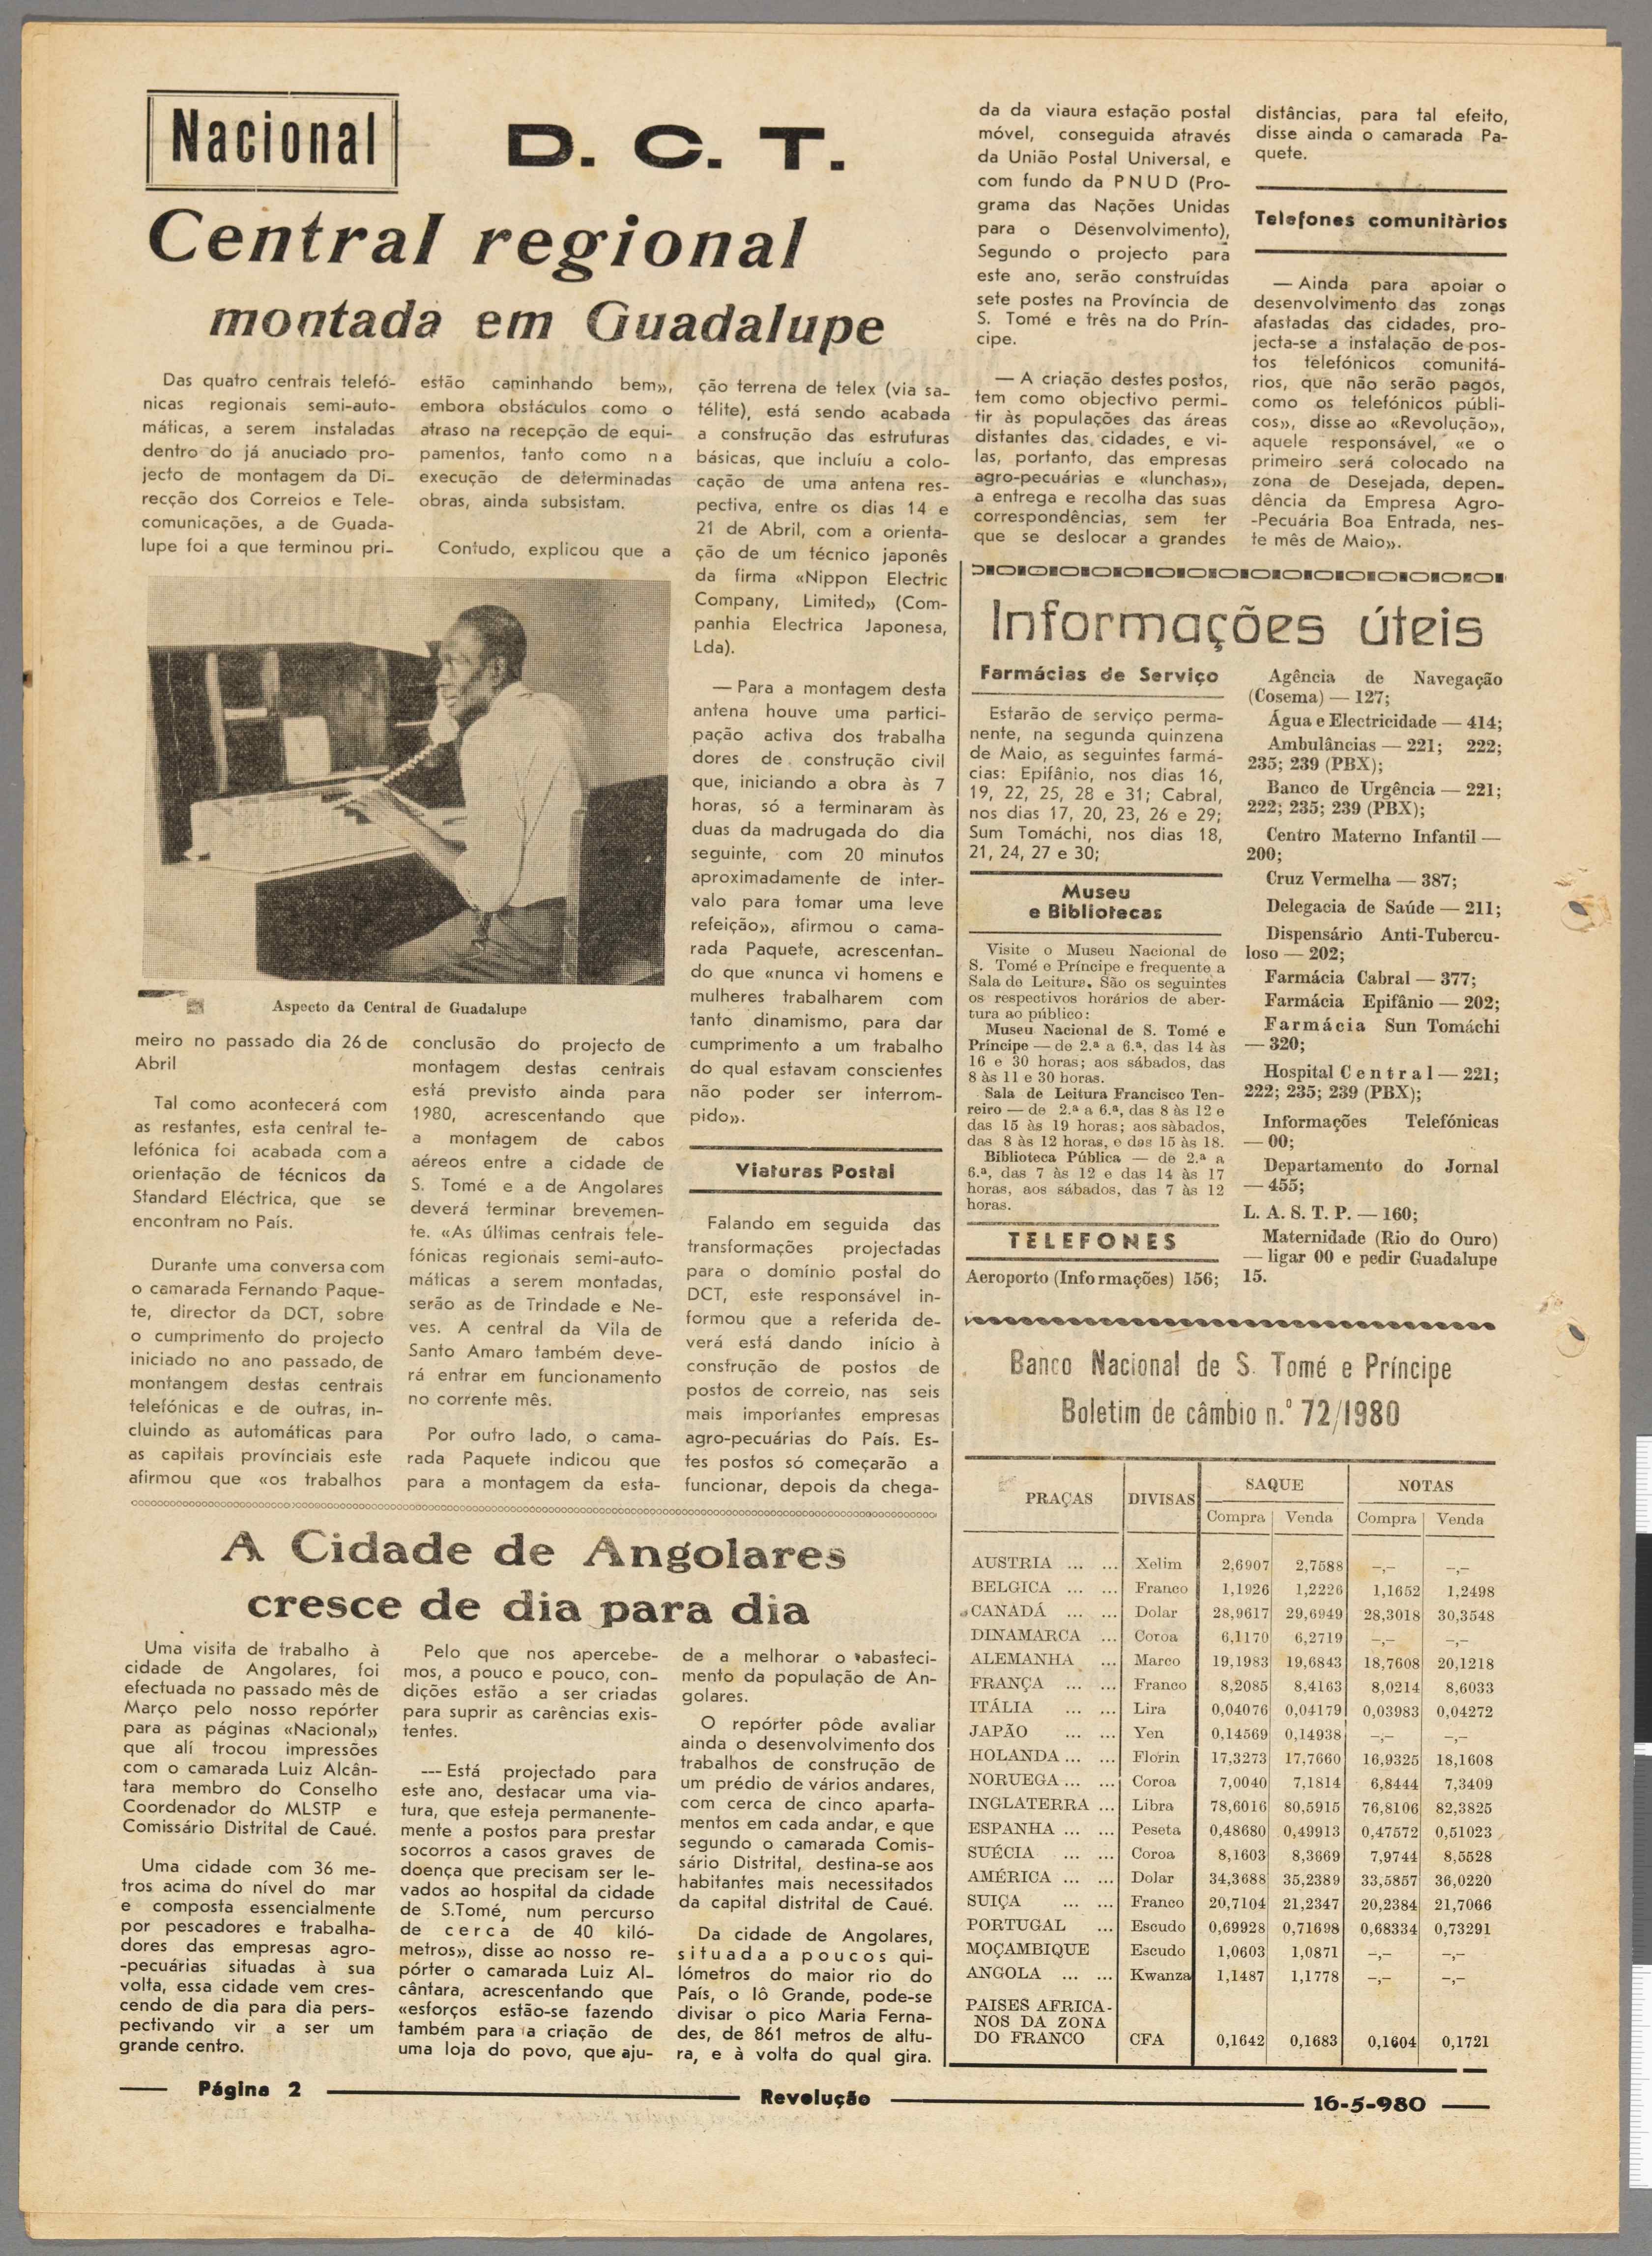 Nacional
D. C. T.
Central regional
montada em Guadalupe
Das quatro centrais telefó-
nicas regionais semi-auto-
máticas, a serem instaladas
dentro do já anuciado pro-
jecto de montagem da Di-
recção dos Correios e Tele-
comunicações, a de Guada-
lupe foi a que terminou pri-
Aspecto da Central de Guadalupe
meiro no passado dia 26 de
Abril
Tal como acontecerá com
as restantes, esta central te-
lefónica foi acabada com a
orientação de técnicos da
Standard Eléctrica, que se
encontram no País.
Durante uma conversa com
o camarada Fernando Paque-
te, director da DCT, sobre
o cumprimento do projecto
iniciado no ano passado, de
montangem destas centrais
telefónicas e de outras, in-
cluindo as automáticas para
as capitais províncíais este
afirmou que «os trabalhos
estão caminhando bem»,
embora obstáculos como o
atraso na recepção de equi-
pamentos, tanto como na
execução de determinadas
obras, ainda subsistam.
Contudo, explicou que a
conclusão do projecto de
montagem destas centrais
está previsto ainda para
1980, acrescentando que
a montagem de cabos
aéreos entre a cidade de
S. Tomé e a de Angolares
deverá terminar brevemen-
te. «As últimas centrais tele-
fónicas regionais semi-auto-
máticas a serem montadas,
serão as de Trindade e Ne-
ves. A central da Vila de
Santo Amaro também deve-
rá entrar em funcionamento
no corrente mês.
Por outro lado, o cama-
rada Paquete indicou que
para a montagem da esta-
ção terrena de telex (via sa-
télite), está sendo acabada
a construção das estruturas
básicas, que incluíu a colo-
cação de uma antena res-
pectiva, entre os dias 14 e
21 de Abril, com a orienta-
ção de um técnico japonês
da firma «Nippon Electric
Company, Limited» (Com-
panhia Electrica Japonesa,
Lda).
— Para a montagem desta
antena houve uma partici-
pação activa dos trabalha
dores de construção civil
que, iniciando a obra às 7
horas, só a terminaram às
duas da madrugada do dia
seguinte, com 20 minutos
aproximadamente de inter-
valo para tomar uma leve
refeição», afirmou o cama-
rada Paquete, acrescentan-
do que «nunca vi homens e
mulheres trabalharem com
tanto dinamismo, para dar
cumprimento a um trabalho
do qual estavam conscientes
não poder ser interrom-
pido».
Viaturas Postal
Falando em seguida das
transformações projectadas
para o domínio postal do
DCT, este responsável in-
formou que a referida de-
verá está dando início à
construção de postos de
postos de correio, nas seis
mais importantes empresas
agro-pecuárias do País. Es-
tes postos só começarão a
funcionar, depois da chega-
da da viaura estação postal
móvel, conseguida através
da União Postal Universal, e
com fundo da PNUD (Pro-
grama das Nações Unidas
para o Desenvolvimento),
Segundo o projecto para
este ano, serão construídas
sete postes na Província de
S. Tomé e três na do Prín-
cipe.
— A criação destes postos,
tem como objectivo permi-
tir às populações das áreas
distantes das cidades, e vi-
las, portanto, das empresas
agro-pecuárias e «lunchas»,
a entrega e recolha das suas
correspondências, sem ter
que se deslocar a grandes
distâncias, para tal efeito,
disse ainda o camarada Pa-
quete.
Telefones comunitàrios
— Ainda para apoiar o
desenvolvimento das zonas
afastadas das cidades, pro-
jecta-se a instalação de pos-
tos telefónicos comunitá-
rios, que não serão pagos,
como os telefónicos públi-
cos», disse ao «Revolução»,
aquele responsável, «e o
primeiro será colocado na
zona de Desejada, depen-
dência da Empresa Agro-
-Pecuária Boa Entrada, nes-
te mês de Maio».
Informações úteis
Farmácias de Serviço
Estarão de serviço perma-
nente, na segunda quinzena
de Maio, as seguintes farmá-
cias: Epifânio, nos dias 16,
19, 22, 25, 28 e 31; Cabral,
nos dias 17, 20, 23, 26 e 29;
Sum Tomáchi, nos dias 18,
21, 24, 27 e 30;
Museu
e Bibliotecas
Visite o Museu Nacional de
S. Tomé e Príncipe e frequente a
Sala de Leitura. São os seguintes
os respectivos horários de aber-
tura ao público:
Museu Nacional de S. Tomé e
Príncipe — de 2.ª a 6.ª, das 14 às
16 e 30 horas; aos sábados, das
8 às 11 e 30 horas.
Sala de Leitura Francisco Ten-
reiro — de 2.ª a 6.ª, das 8 às 12 e
das 15 às 19 horas; aos sàbados,
das 8 às 12 horas, e das 15 às 18.
Biblioteca Pública — de 2.ª a
6.ª, das 7 às 12 e das 14 às 17
horas, aos sábados, das 7 às 12
horas.
TELEFONES
Aeroporto (Informações) 156;
Agência de Navegação
(Cosema) — 127;
Água e Electricidade — 414;
Ambulâncias — 221; 222;
235; 239 (PBX);
Banco de Urgência — 221;
222; 235; 239 (PBX);
Centro Materno Infantil —
200;
Cruz Vermelha — 387;
Delegacia de Saúde — 211;
Dispensário Anti-Tubercu-
loso — 202;
Farmácia Cabral — 377;
Farmácia Epifânio — 202;
Farmácia Sun Tomáchi
— 320;
Hospital Central — 221;
222; 235; 239 (PBX);
Informações Telefónicas
— 00;
Departamento do Jornal
— 455;
L. A. S. T. P. — 160;
Maternidade (Rio do Ouro)
— ligar 00 e pedir Guadalupe
15.
Banco Nacional de S. Tomé e Príncipe
Boletim de câmbio n.º 72/1980
PRAÇAS DIVISAS SAQUE NOTAS
Compra Venda Compra Venda
AUSTRIA ... ... Xelim 2,6907 2,7588 —,— —,—
BELGICA ... ... Franco 1,1926 1,2226 1,1652 1,2498
CANADÁ ... ... Dolar 28,9617 29,6949 28,3018 30,3548
DINAMARCA ... Coroa 6,1170 6,2719 —,— —,—
ALEMANHA ... Marco 19,1983 19,6843 18,7608 20,1218
FRANÇA ... ... Franco 8,2085 8,4163 8,0214 8,6033
ITÁLIA ... ... Lira 0,04076 0,04179 0,03983 0,04272
JAPÃO ... ... Yen 0,14569 0,14938 —,— —,—
HOLANDA ... ... Florin 17,3273 17,7660 16,9325 18,1608
NORUEGA ... ... Coroa 7,0040 7,1814 6,8444 7,3409
INGLATERRA ... Libra 78,6016 80,5915 76,8106 82,3825
ESPANHA ... ... Peseta 0,48680 0,49913 0,47572 0,51023
SUÉCIA ... ... Coroa 8,1603 8,3669 7,9744 8,5528
AMÉRICA ... ... Dolar 34,3688 35,2389 33,5857 36,0220
SUIÇA ... ... Franco 20,7104 21,2347 20,2384 21,7066
PORTUGAL ... Escudo 0,69928 0,71698 0,68334 0,73291
MOÇAMBIQUE Escudo 1,0603 1,0871 —,— —,—
ANGOLA ... ... Kwanza 1,1487 1,1778 —,— —,—
PAISES AFRICA-
NOS DA ZONA
DO FRANCO CFA 0,1642 0,1683 0,1604 0,1721
A Cidade de Angolares
cresce de dia para dia
Uma visita de trabalho à
cidade de Angolares, foi
efectuada no passado mês de
Março pelo nosso repórter
para as páginas «Nacional»
que alí trocou impressões
com o camarada Luiz Alcân-
tara membro do Conselho
Coordenador do MLSTP e
Comissário Distrital de Caué.
Uma cidade com 36 me-
tros acima do nível do mar
e composta essencialmente
por pescadores e trabalha-
dores das empresas agro-
-pecuárias situadas à sua
volta, essa cidade vem cres-
cendo de dia para dia pers-
pectivando vir a ser um
grande centro.
Pelo que nos apercebe-
mos, a pouco e pouco, con-
dições estão a ser criadas
para suprir as carências exis-
tentes.
--- Está projectado para
este ano, destacar uma via-
tura, que esteja permanente-
mente a postos para prestar
socorros a casos graves de
doença que precisam ser le-
vados ao hospital da cidade
de S.Tomé, num percurso
de cerca de 40 kiló-
metros», disse ao nosso re-
pórter o camarada Luiz Al-
cântara, acrescentando que
«esforços estão-se fazendo
também para a criação de
uma loja do povo, que aju-
de a melhorar o abasteci-
mento da população de An-
golares.
O repórter pôde avaliar
ainda o desenvolvimento dos
trabalhos de construção de
um prédio de vários andares,
com cerca de cinco aparta-
mentos em cada andar, e que
segundo o camarada Comis-
sário Distrital, destina-se aos
habitantes mais necessitados
da capital distrital de Caué.
Da cidade de Angolares,
situada a poucos qui-
lómetros do maior rio do
País, o Iô Grande, pode-se
divisar o pico Maria Ferna-
des, de 861 metros de altu-
ra, e à volta do qual gira.
Página 2
Revolução
16-5-980